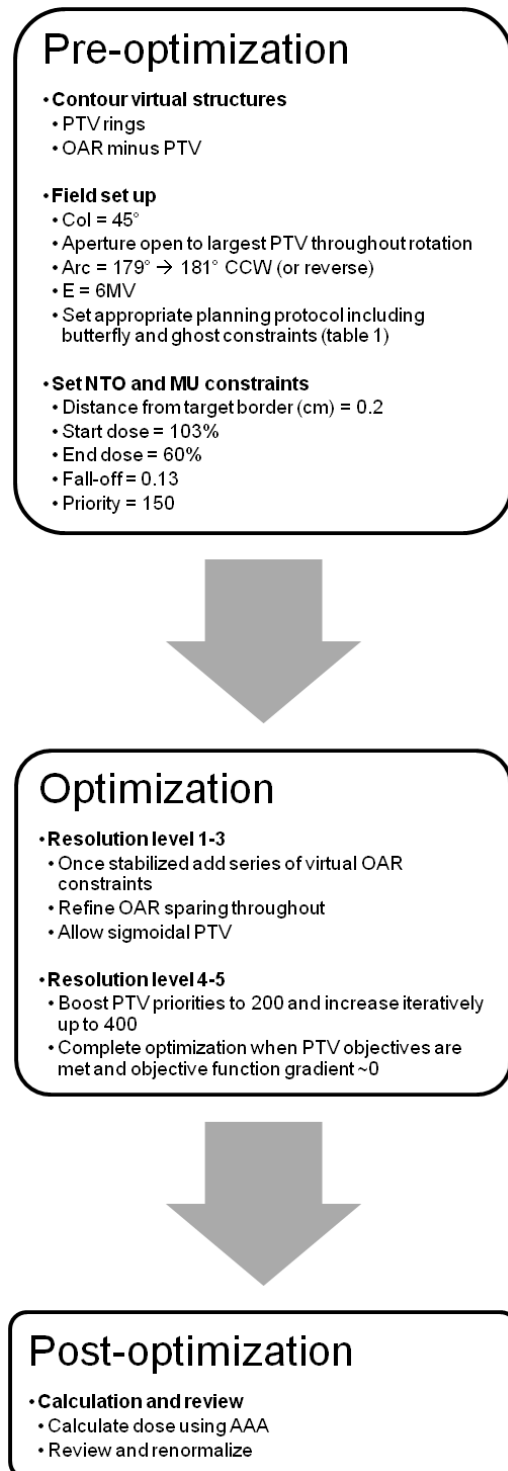 Pre-optimization
• Contour virtual structures
• PTV rings
• OAR minus PTV
• Field set up
• Col = 45°
• Aperture open to largest PTV throughout rotation
• Arc = 179° → 181° CCW (or reverse)
• E = 6MV
• Set appropriate planning protocol including
butterfly and ghost constraints (table 1)
• Set NTO and MU constraints
• Distance from target border (cm) = 0.2
• Start dose = 103%
• End dose = 60%
• Fall-off = 0.13
• Priority = 150
Optimization
• Resolution level 1-3
• Once stabilized add series of virtual OAR
constraints
• Refine OAR sparing throughout
• Allow sigmoidal PTV
• Resolution level 4-5
• Boost PTV priorities to 200 and increase iteratively
up to 400
• Complete optimization when PTV objectives are
met and objective function gradient ~0
Post-optimization
• Calculation and review
• Calculate dose using AAA
• Review and renormalize